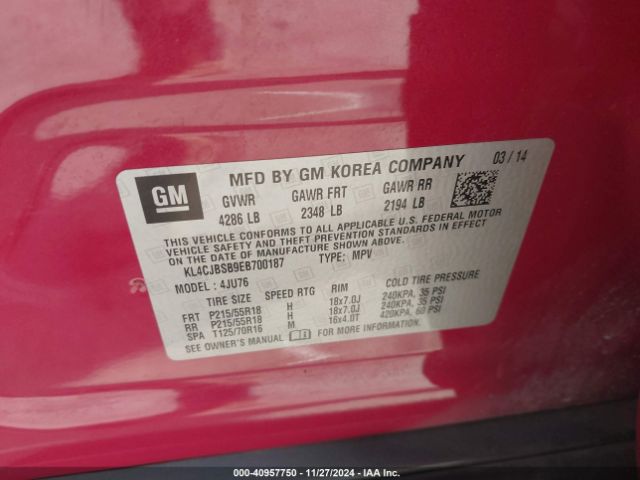 GM
MFD BY GM KOREA COMPANY 03 / 14
GVWR GAWR FRT GAWR RR
4286 LB 2348 LB 2194 LB
THIS VEHICLE CONFORMS TO ALL APPLICABLE U.S. FEDERAL MOTOR
VEHICLE SAFETY AND THEFT PREVENTION STANDARDS IN EFFECT ON THE
DATE OF MANUFACTURE SHOWN ABOVE.
KL4CJBSB9EB700187 TYPE: MPV
MODEL: 4JU76
TIRE SIZE SPEED RTG RIM COLD TIRE PRESSURE
FRT P215/55R18 H 18x7.0J 240KPA, 35 PSI
RR P215/55R18 H 18x7.0J 240KPA, 35 PSI
SPA T125/70R16 M 16x4.0T 420KPA, 60 PSI
SEE OWNER'S MANUAL FOR MORE INFORMATION
000-40957750 - 11/27/2024 - IAA Inc.